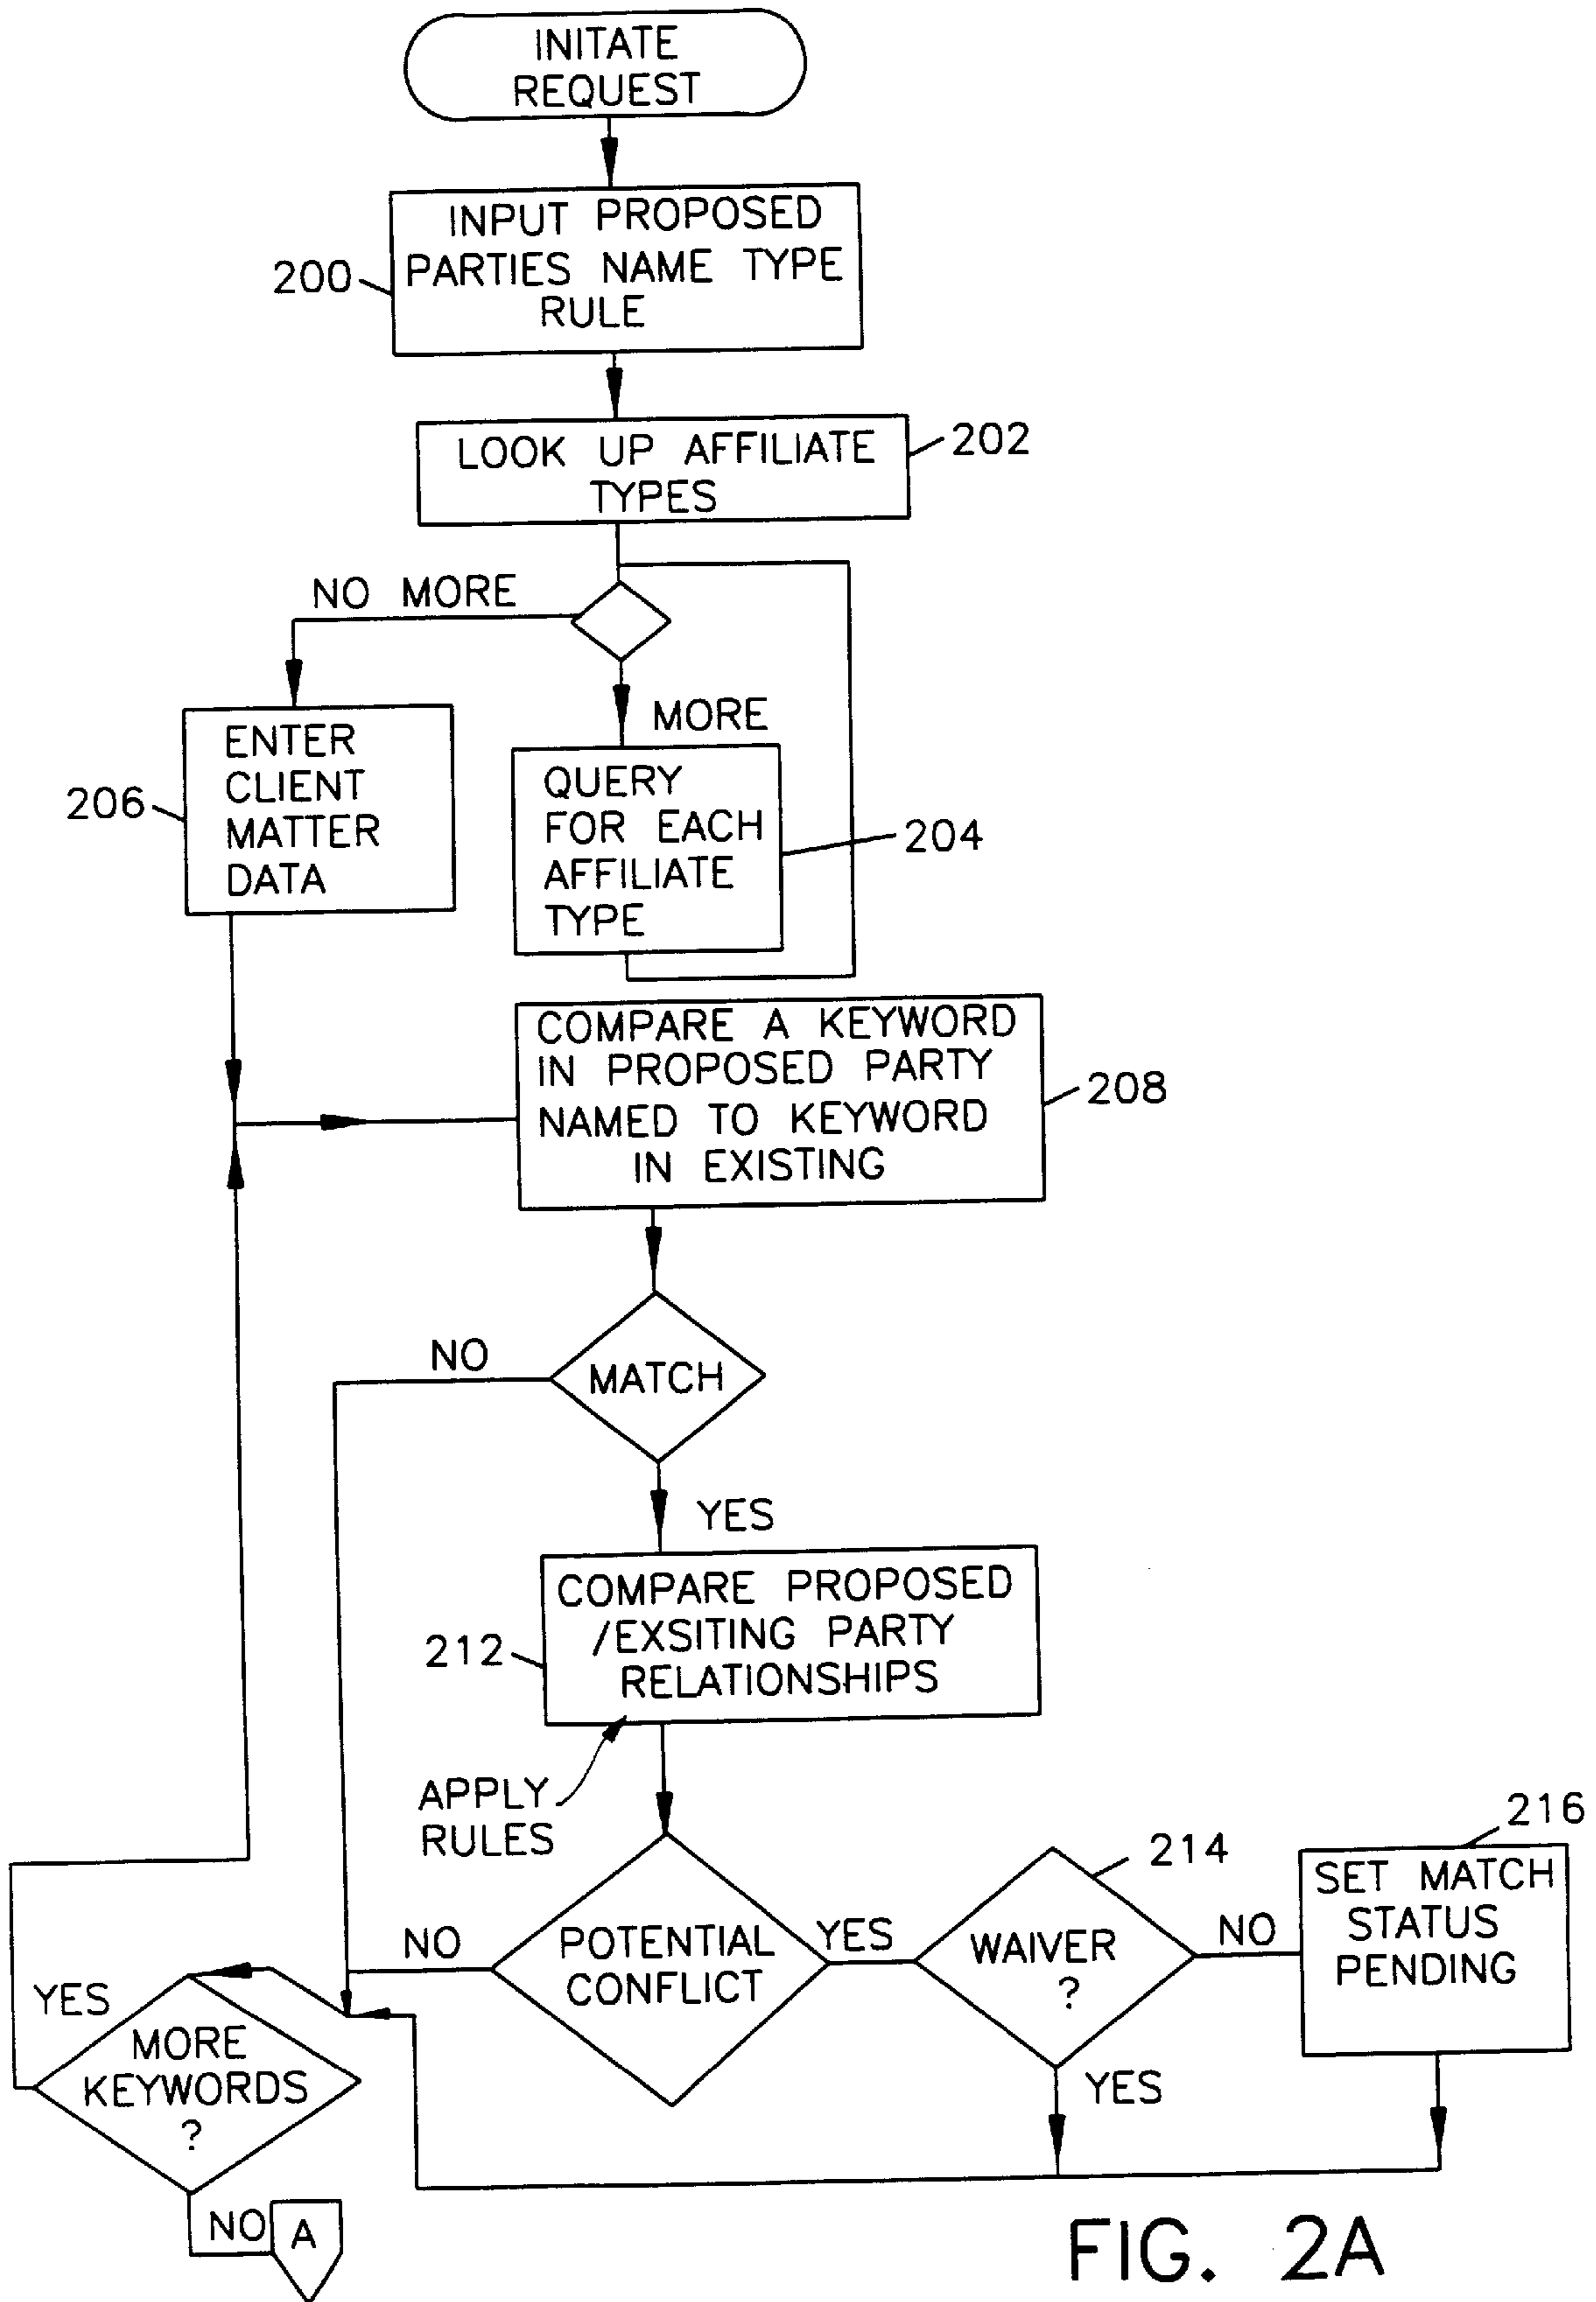 INITATE
REQUEST
INPUT PROPOSED
PARTIES NAME TYPE
RULE
200
LOOK UP AFFILIATE
TYPES
202
NO MORE
MORE
ENTER
CLIENT
MATTER
DATA
206
QUERY
FOR EACH
AFFILIATE
TYPE
204
COMPARE A KEYWORD
IN PROPOSED PARTY
NAMED TO KEYWORD
IN EXISTING
208
NO
MATCH
YES
COMPARE PROPOSED
/EXSITING PARTY
RELATIONSHIPS
212
APPLY
RULES
NO
POTENTIAL
CONFLICT
YES
214
WAIVER
?
NO
216
SET MATCH
STATUS
PENDING
YES
YES
MORE
KEYWORDS
?
NO
A
FIG. 2A